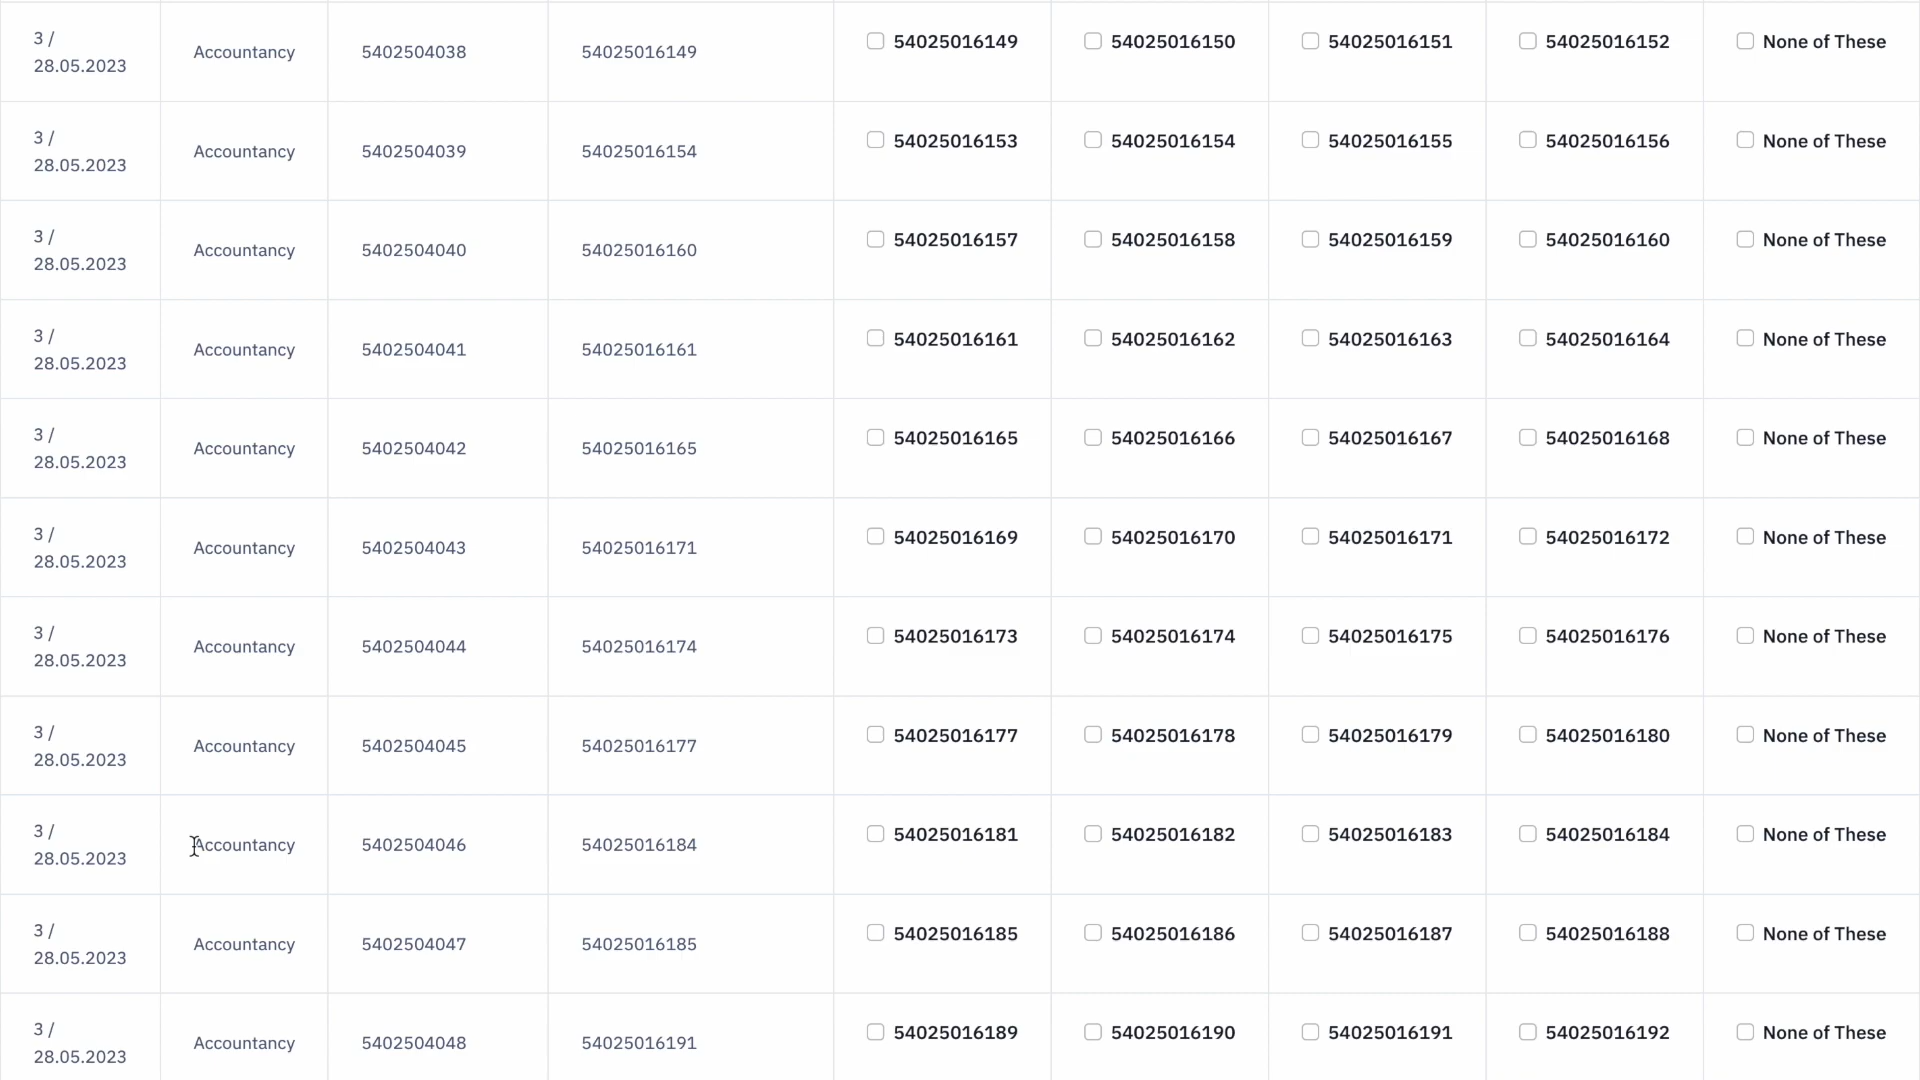 3 /
28.05.2023 Accountancy 5402504038 54025016149 54025016149 54025016150 54025016151 54025016152 None of These
3 /
28.05.2023 Accountancy 5402504039 54025016154 54025016153 54025016154 54025016155 54025016156 None of These
3 /
28.05.2023 Accountancy 5402504040 54025016160 54025016157 54025016158 54025016159 54025016160 None of These
3 /
28.05.2023 Accountancy 5402504041 54025016161 54025016161 54025016162 54025016163 54025016164 None of These
3 /
28.05.2023 Accountancy 5402504042 54025016165 54025016165 54025016166 54025016167 54025016168 None of These
3 /
28.05.2023 Accountancy 5402504043 54025016171 54025016169 54025016170 54025016171 54025016172 None of These
3 /
28.05.2023 Accountancy 5402504044 54025016174 54025016173 54025016174 54025016175 54025016176 None of These
3 /
28.05.2023 Accountancy 5402504045 54025016177 54025016177 54025016178 54025016179 54025016180 None of These
3 /
28.05.2023 Accountancy 5402504046 54025016184 54025016181 54025016182 54025016183 54025016184 None of These
3 /
28.05.2023 Accountancy 5402504047 54025016185 54025016185 54025016186 54025016187 54025016188 None of These
3 /
28.05.2023 Accountancy 5402504048 54025016191 54025016189 54025016190 54025016191 54025016192 None of These